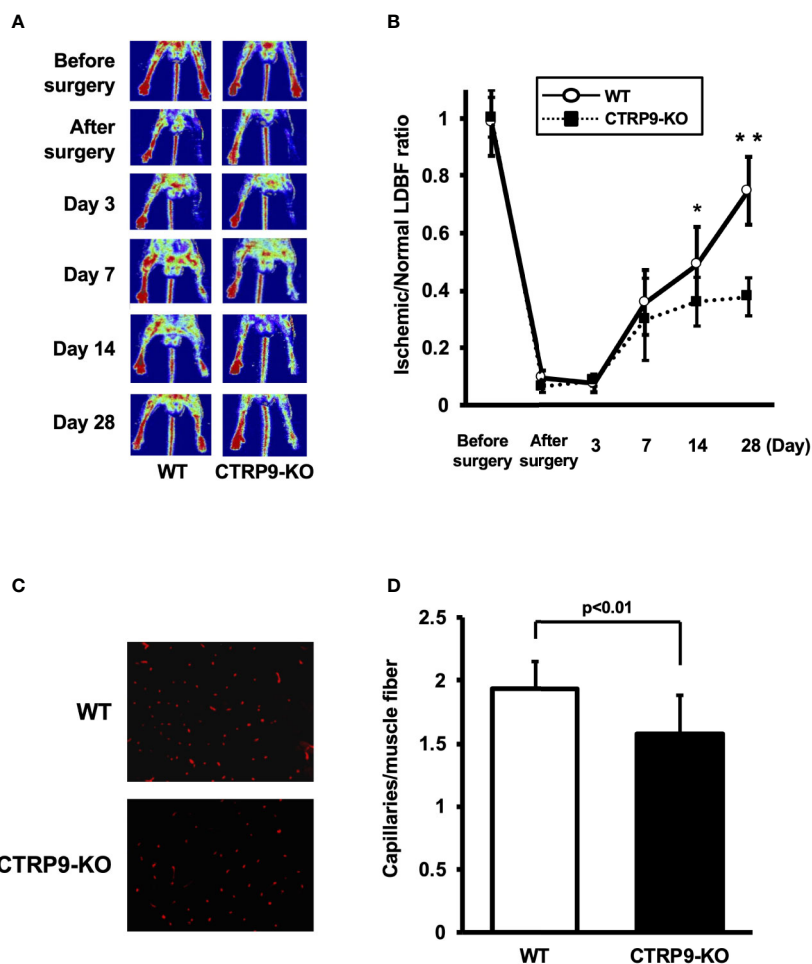 A
Before
surgery
After
surgery
Day 3
Day 7
Day 14
Day 28
WT CTRP9-KO
B
WT
CTRP9-KO
Ischemic/Normal LDBF ratio
1
0.8
0.6
0.4
0.2
0
*
* *
Before
surgery
After
surgery
3 7 14 28 (Day)
C
WT
CTRP9-KO
D
p<0.01
Capillaries/muscle fiber
2.5
2
1.5
1
0.5
0
WT CTRP9-KO